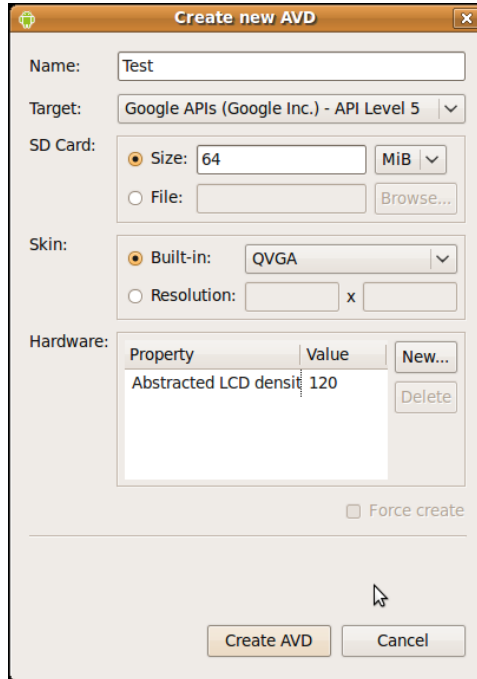 Create new AVD
Name: Test
Target: Google APIs (Google Inc.) - API Level 5
SD Card:
Size: 64 MiB
File: Browse...
Skin:
Built-in: QVGA
Resolution: x
Hardware:
Property Value New...
Abstracted LCD densit 120
Delete
Force create
Create AVD Cancel